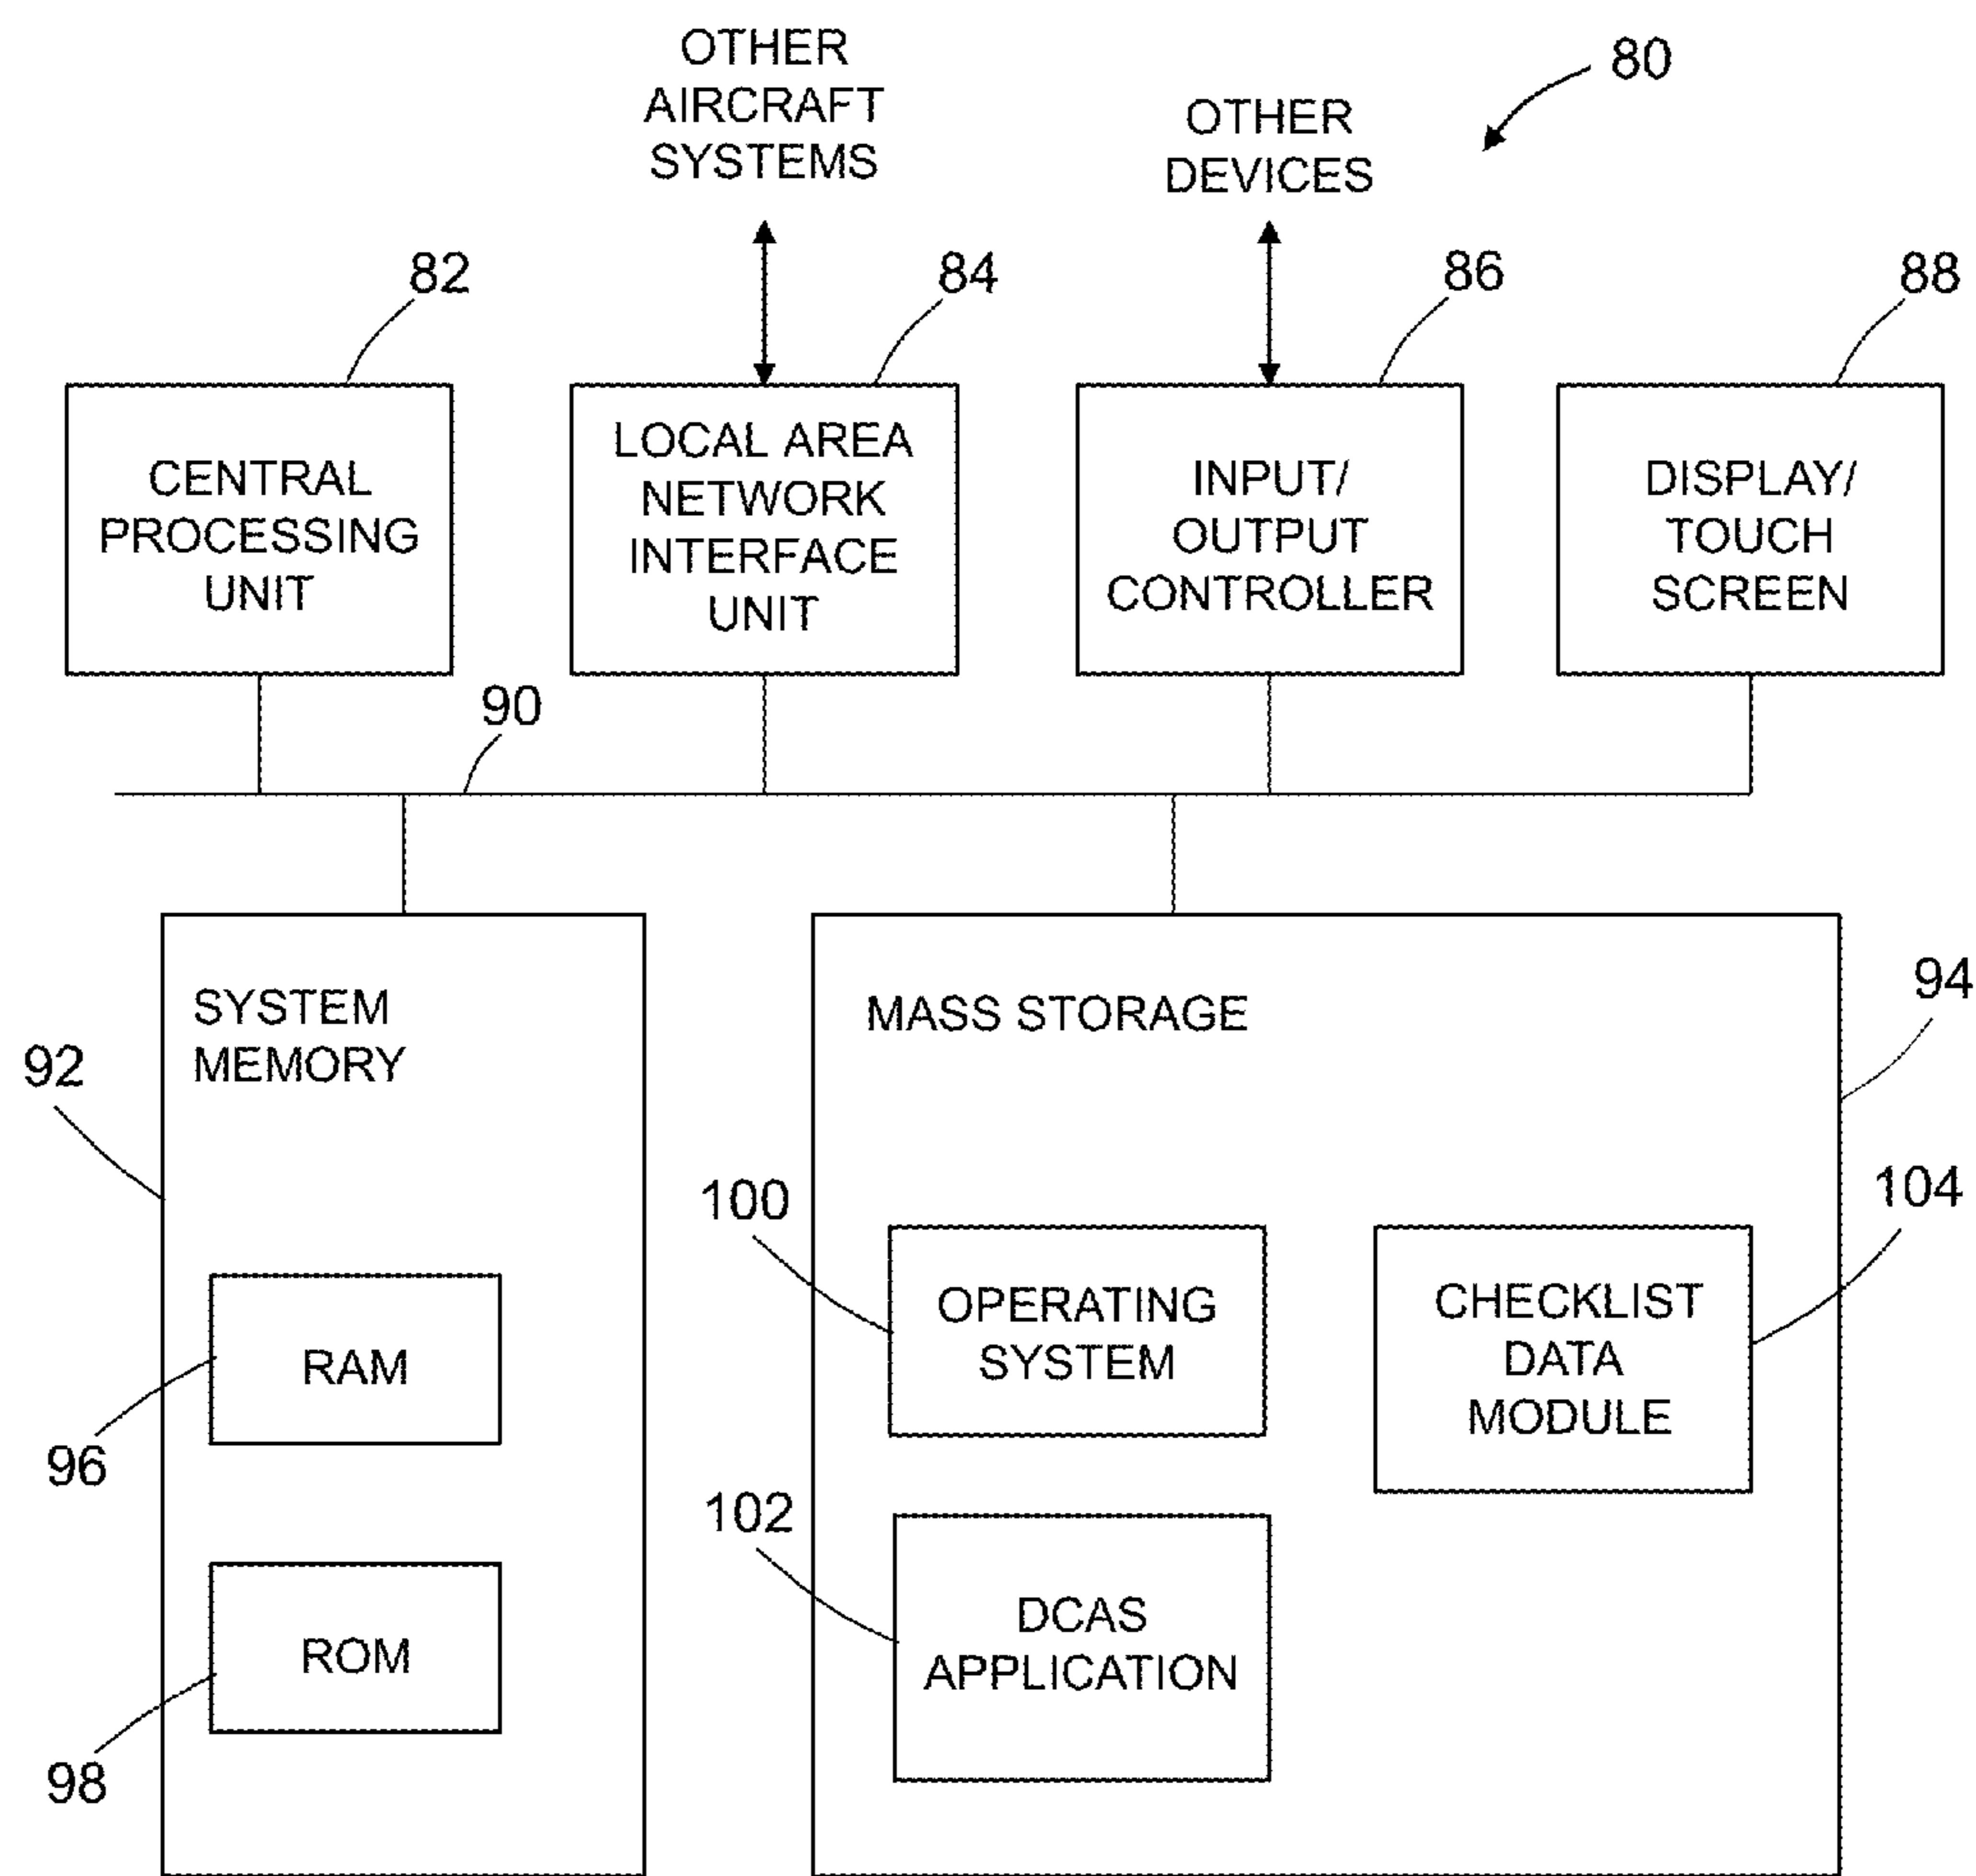 OTHER
AIRCRAFT
SYSTEMS
OTHER
DEVICES
80
82
84
86
88
CENTRAL
PROCESSING
UNIT
LOCAL AREA
NETWORK
INTERFACE
UNIT
INPUT/
OUTPUT
CONTROLLER
DISPLAY/
TOUCH
SCREEN
90
92
SYSTEM
MEMORY
96
RAM
98
ROM
94
MASS STORAGE
100
OPERATING
SYSTEM
104
CHECKLIST
DATA
MODULE
102
DCAS
APPLICATION